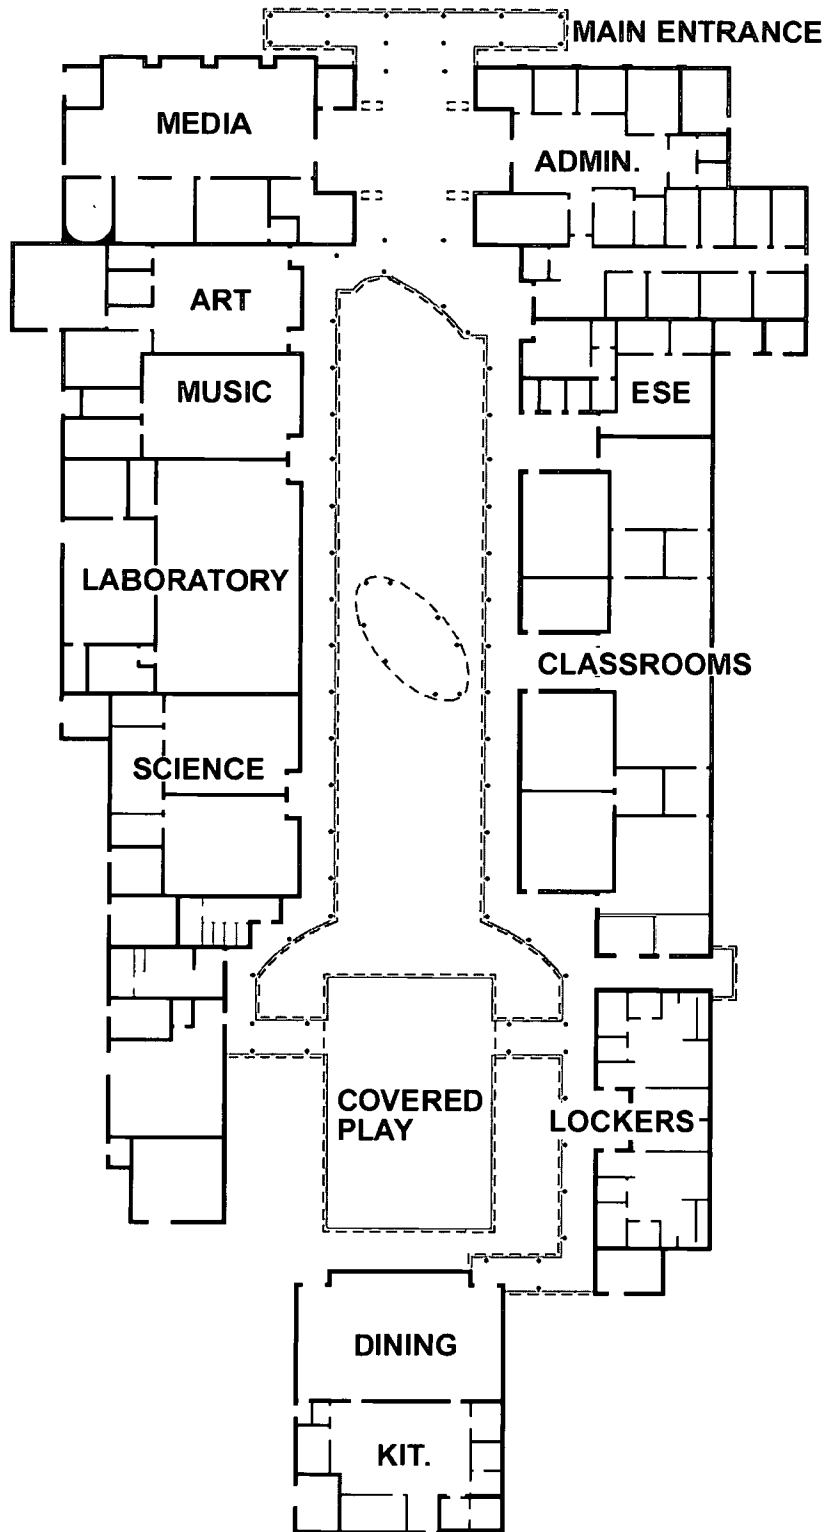 MAIN ENTRANCE
MEDIA
ADMIN.
ART
MUSIC
ESE
LABORATORY
CLASSROOMS
SCIENCE
COVERED
PLAY
LOCKERS
DINING
KIT.